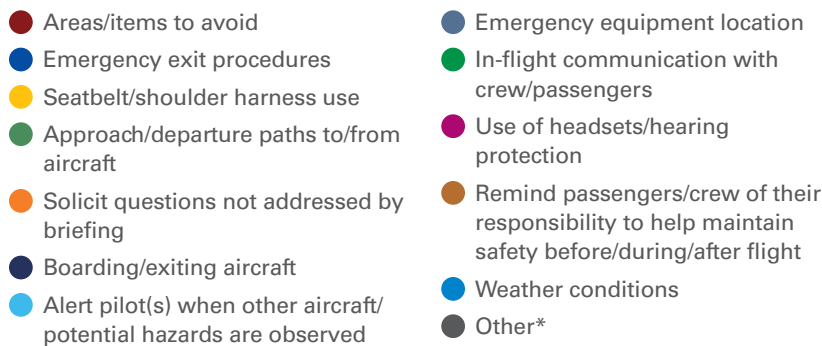 Areas/items to avoid
Emergency exit procedures
Seatbelt/shoulder harness use
Approach/departure paths to/from
aircraft
Solicit questions not addressed by
briefing
Boarding/exiting aircraft
Alert pilot(s) when other aircraft/
potential hazards are observed
Emergency equipment location
In-flight communication with
crew/passengers
Use of headsets/hearing
protection
Remind passengers/crew of their
responsibility to help maintain
safety before/during/after flight
Weather conditions
Other*